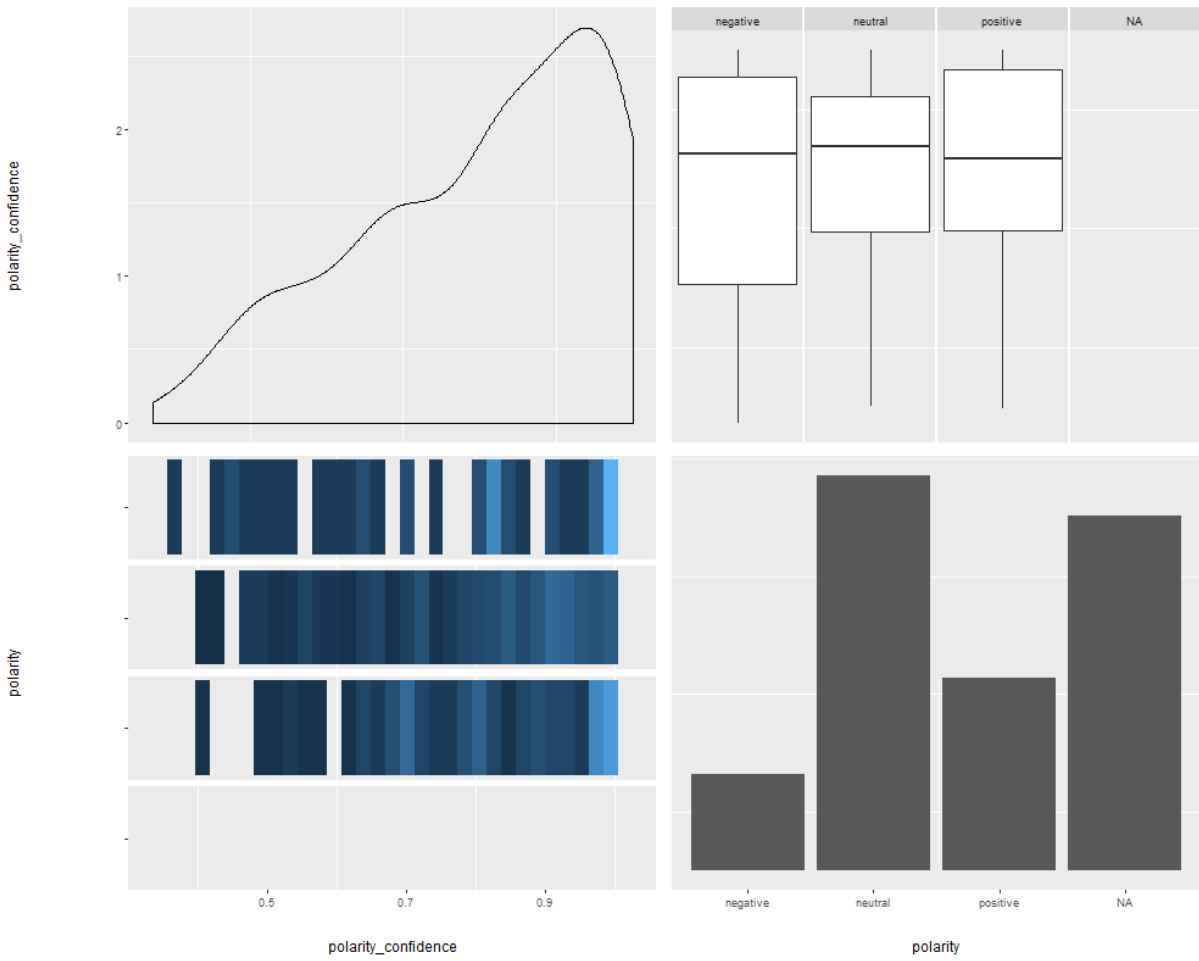 negative neutral positive NA
polarity_confidence
2
1
0
polarity
0.5 0.7 0.9
negative neutral positive NA
polarity_confidence polarity